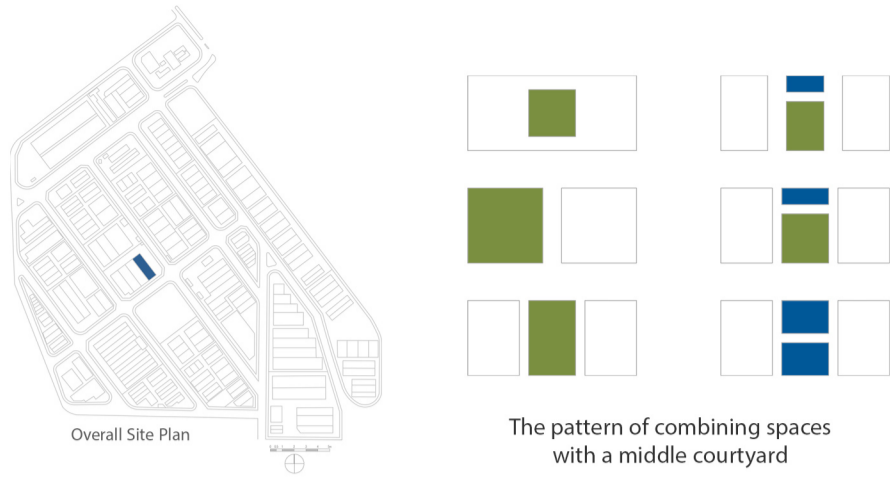 Overall Site Plan
The pattern of combining spaces
with a middle courtyard